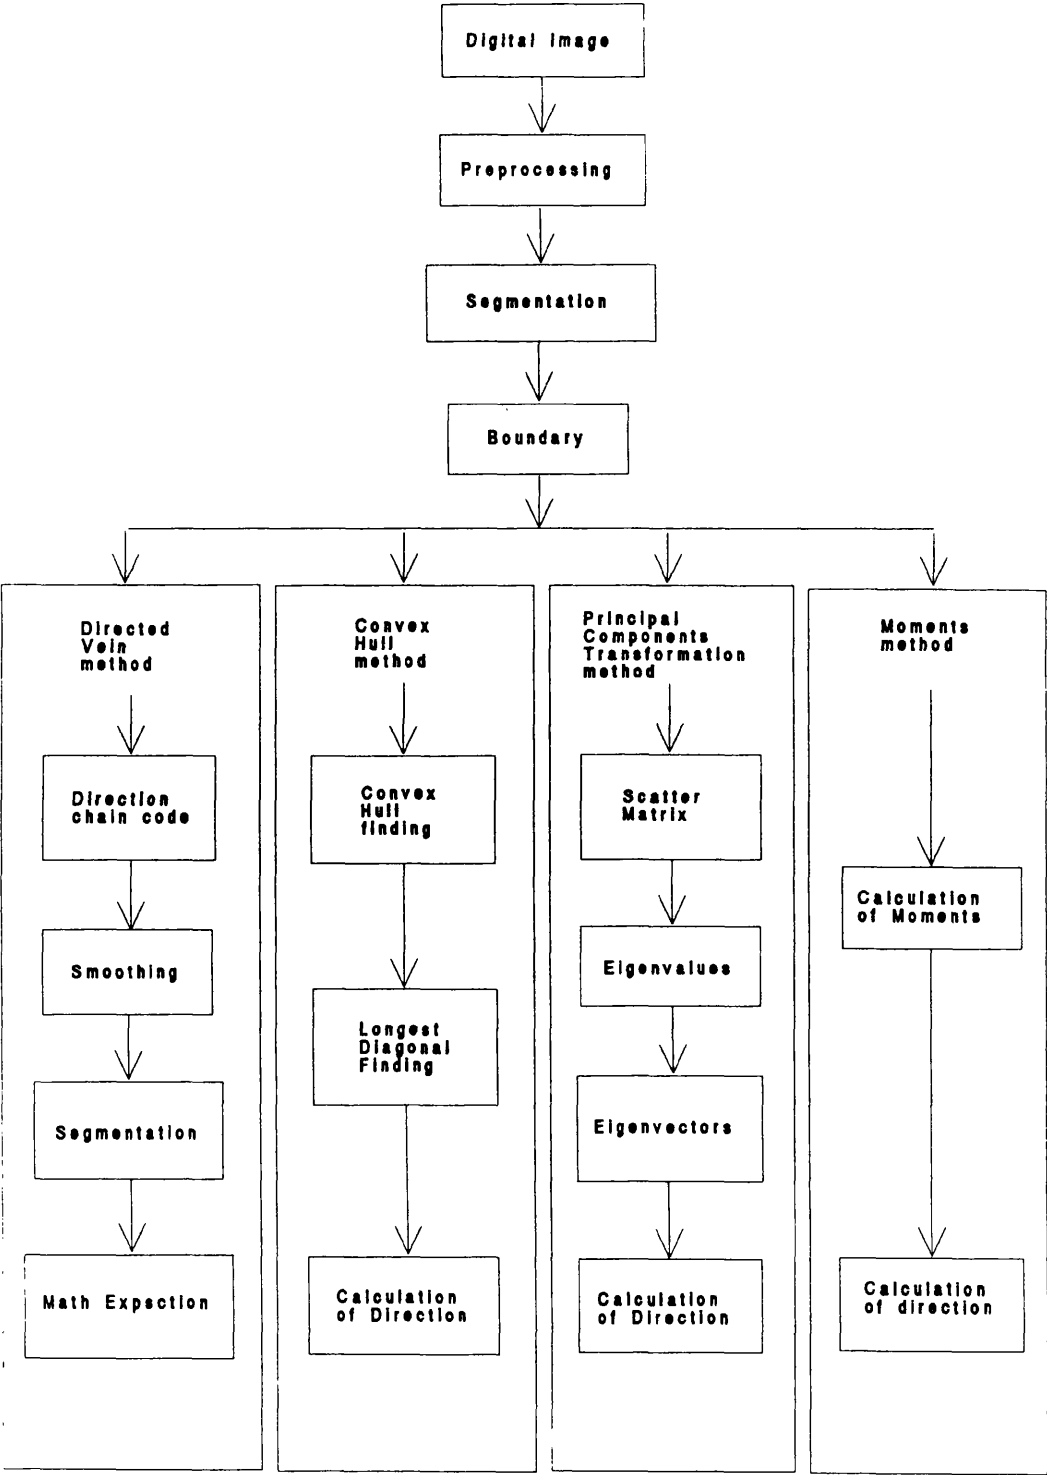 Digital Image
Preprocessing
Segmentation
Boundary
Directed
Vein
method
Direction
chain code
Smoothing
Segmentation
Math Expsction
Convex
Hull
method
Convex
Hull
finding
Longest
Diagonal
Finding
Calculation
of Direction
Principal
Components
Transformation
method
Scatter
Matrix
Eigenvalues
Eigenvectors
Calculation
of Direction
Moments
method
Calculation
of Moments
Calculation
of direction